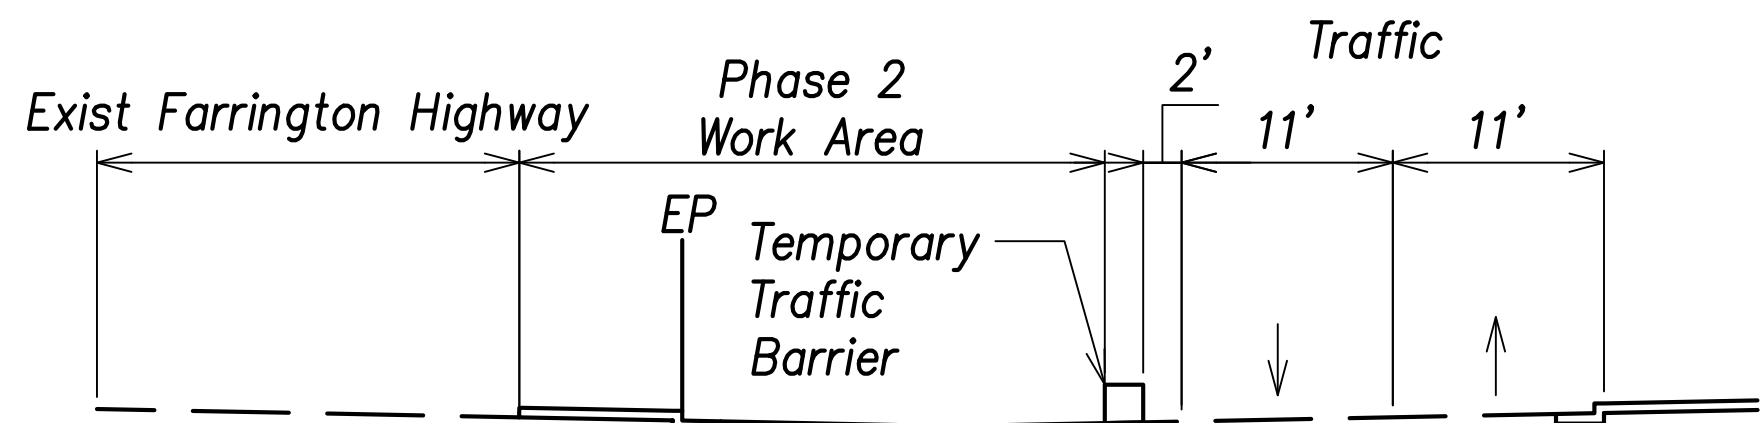 Traffic
Phase 2
2'
Exist Farrington Highway
Work Area
11'
11'
EP
Temporary
Traffic
Barrier